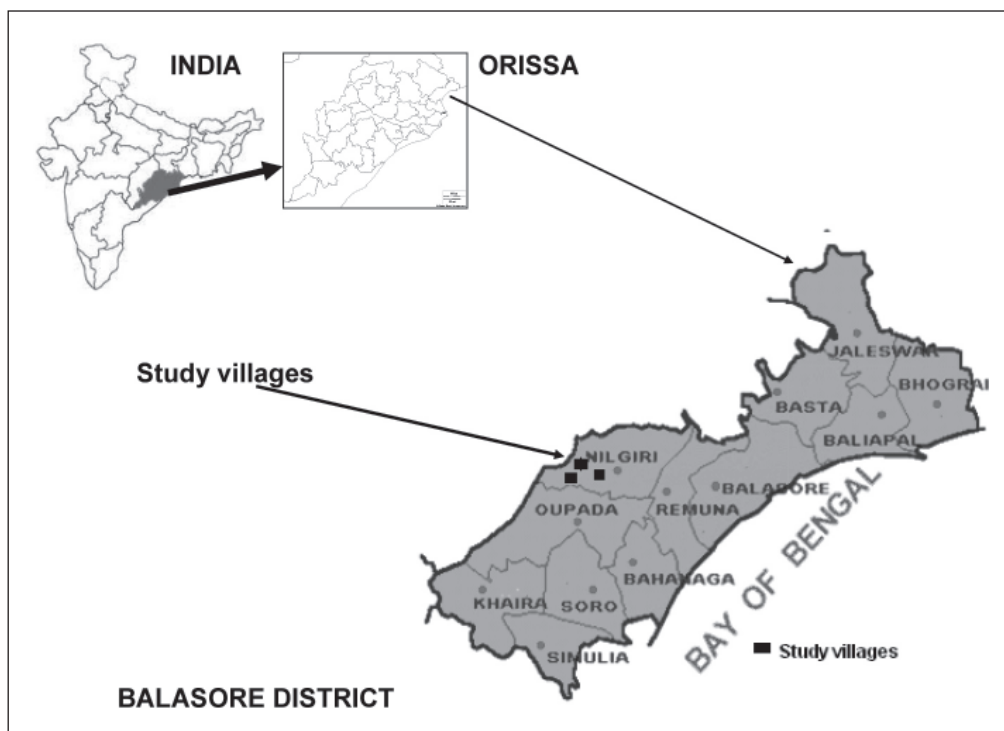 INDIA
ORISSA
Study villages
JALESWAR
BHOGRAI
BASTA
BALIAPAL
NILGIRI
BALASORE
OUPADA
REMUNA
BAHANAGA
KHAIRA
SORO
SIMULIA
BAY OF BENGAL
Study villages
BALASORE DISTRICT